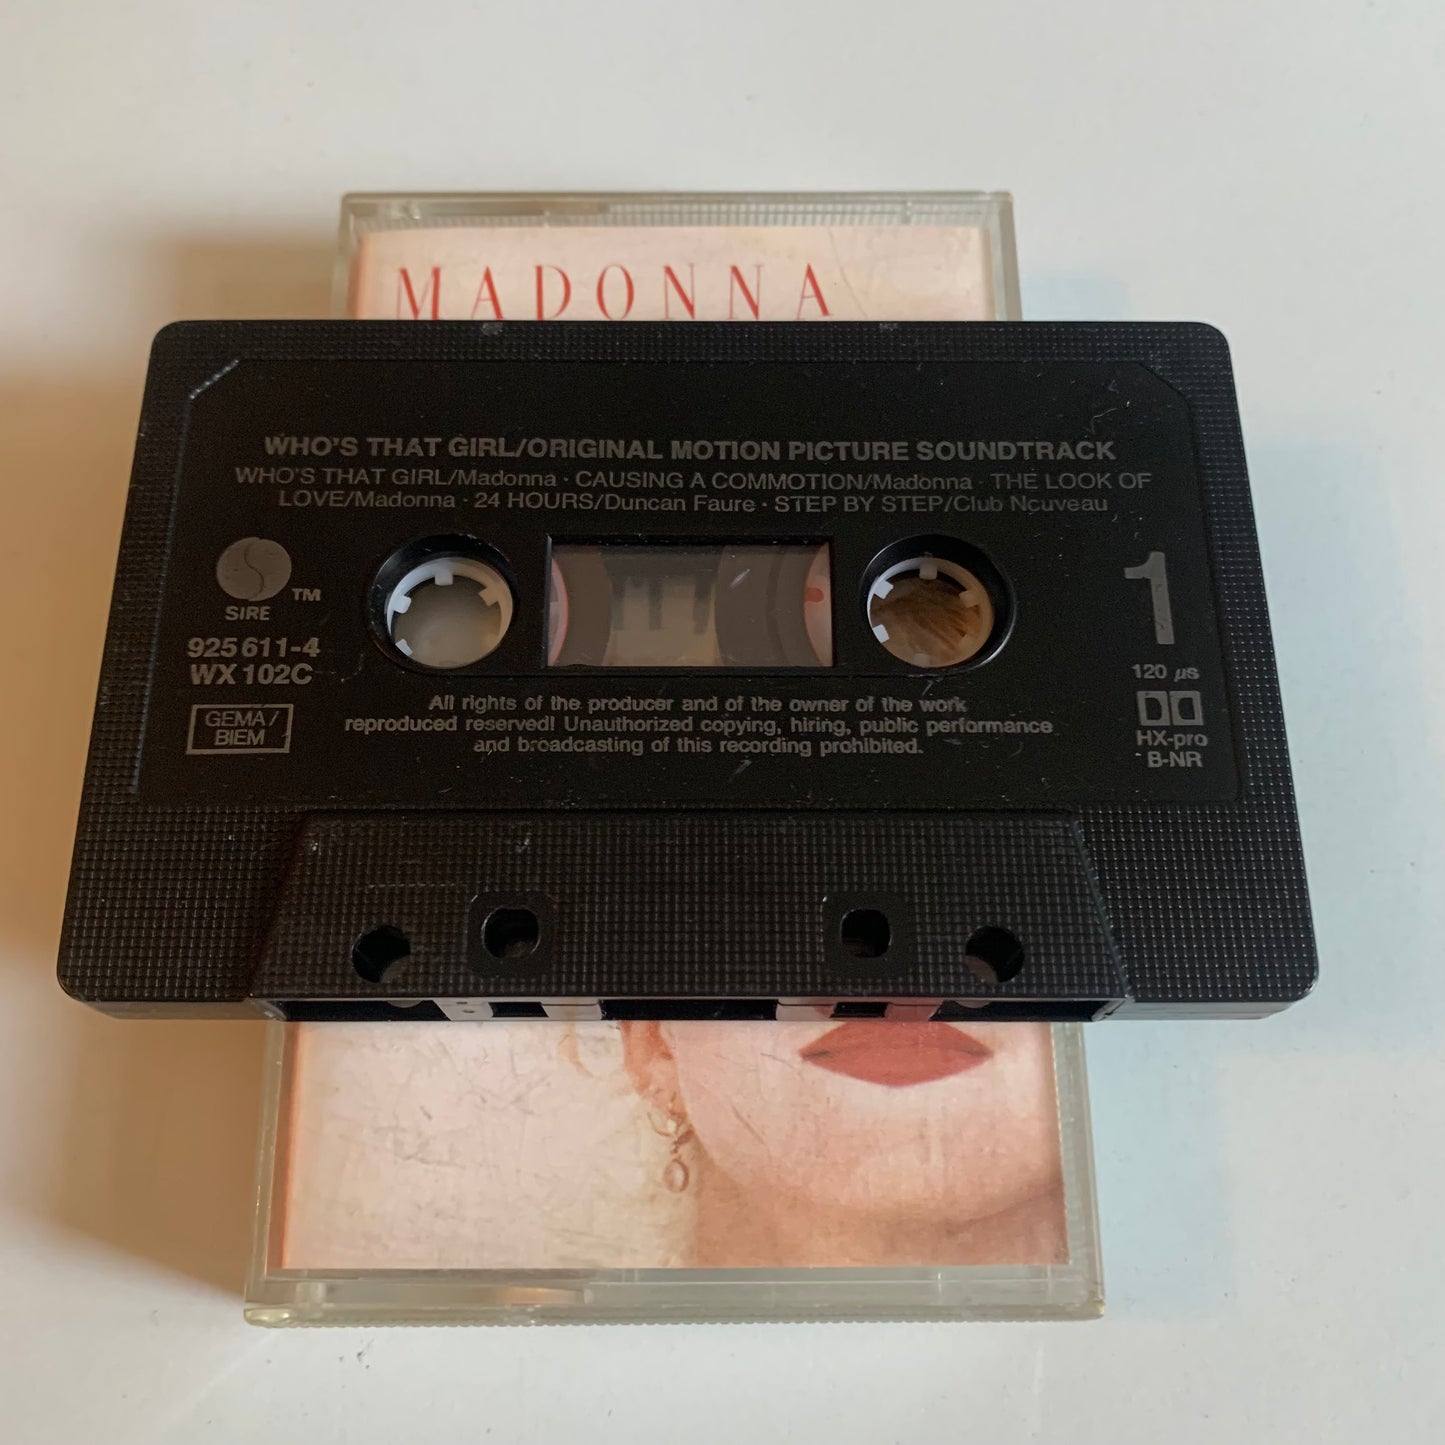 MADONNA
WHO'S THAT GIRL/ORIGINAL MOTION PICTURE SOUNDTRACK
WHO'S THAT GIRL/Madonna · CAUSING A COMMOTION/Madonna · THE LOOK OF
LOVE/Madonna · 24 HOURS/Duncan Faure · STEP BY STEP/Club Ncuveau
SIRE
TM
925 611-4
WX 102C
GEMA/
BIEM
1
120 µs
HX-pro
B-NR
All rights of the producer and of the owner of the work
reproduced reserved! Unauthorized copying, hiring, public performance
and broadcasting of this recording prohibited.